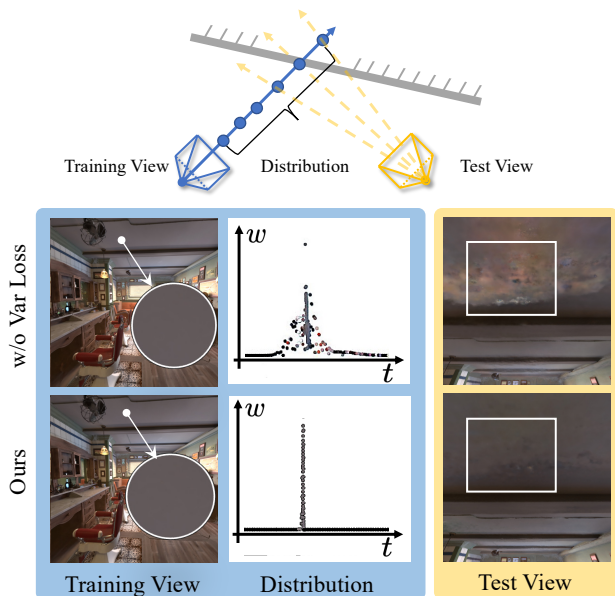 Training View
Distribution
Test View
w/o Var Loss
w
t
Ours
w
t
Training View
Distribution
Test View